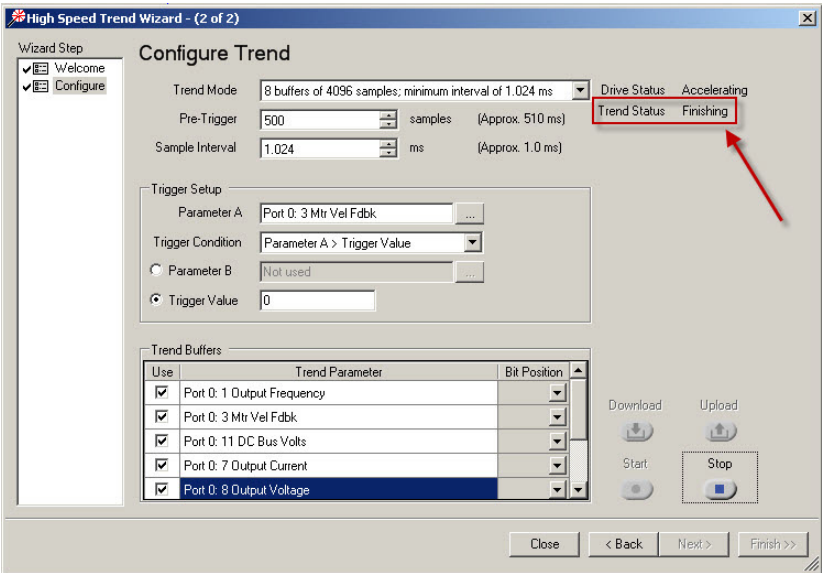 High Speed Trend Wizard - (2 of 2)
Wizard Step
Welcome
Configure
Configure Trend
Trend Mode 8 buffers of 4096 samples; minimum interval of 1.024 ms Drive Status Accelerating
Pre-Trigger 500 samples (Approx. 510 ms) Trend Status Finishing
Sample Interval 1.024 ms (Approx. 1.0 ms)
Trigger Setup
Parameter A Port 0: 3 Mtr Vel Fdbk ...
Trigger Condition Parameter A > Trigger Value
Parameter B Not used ...
Trigger Value 0
Trend Buffers
Use Trend Parameter Bit Position
Port 0: 1 Output Frequency
Port 0: 3 Mtr Vel Fdbk
Port 0: 11 DC Bus Volts
Port 0: 7 Output Current
Port 0: 8 Output Voltage
Download Upload
Start Stop
Close < Back Next > Finish >>